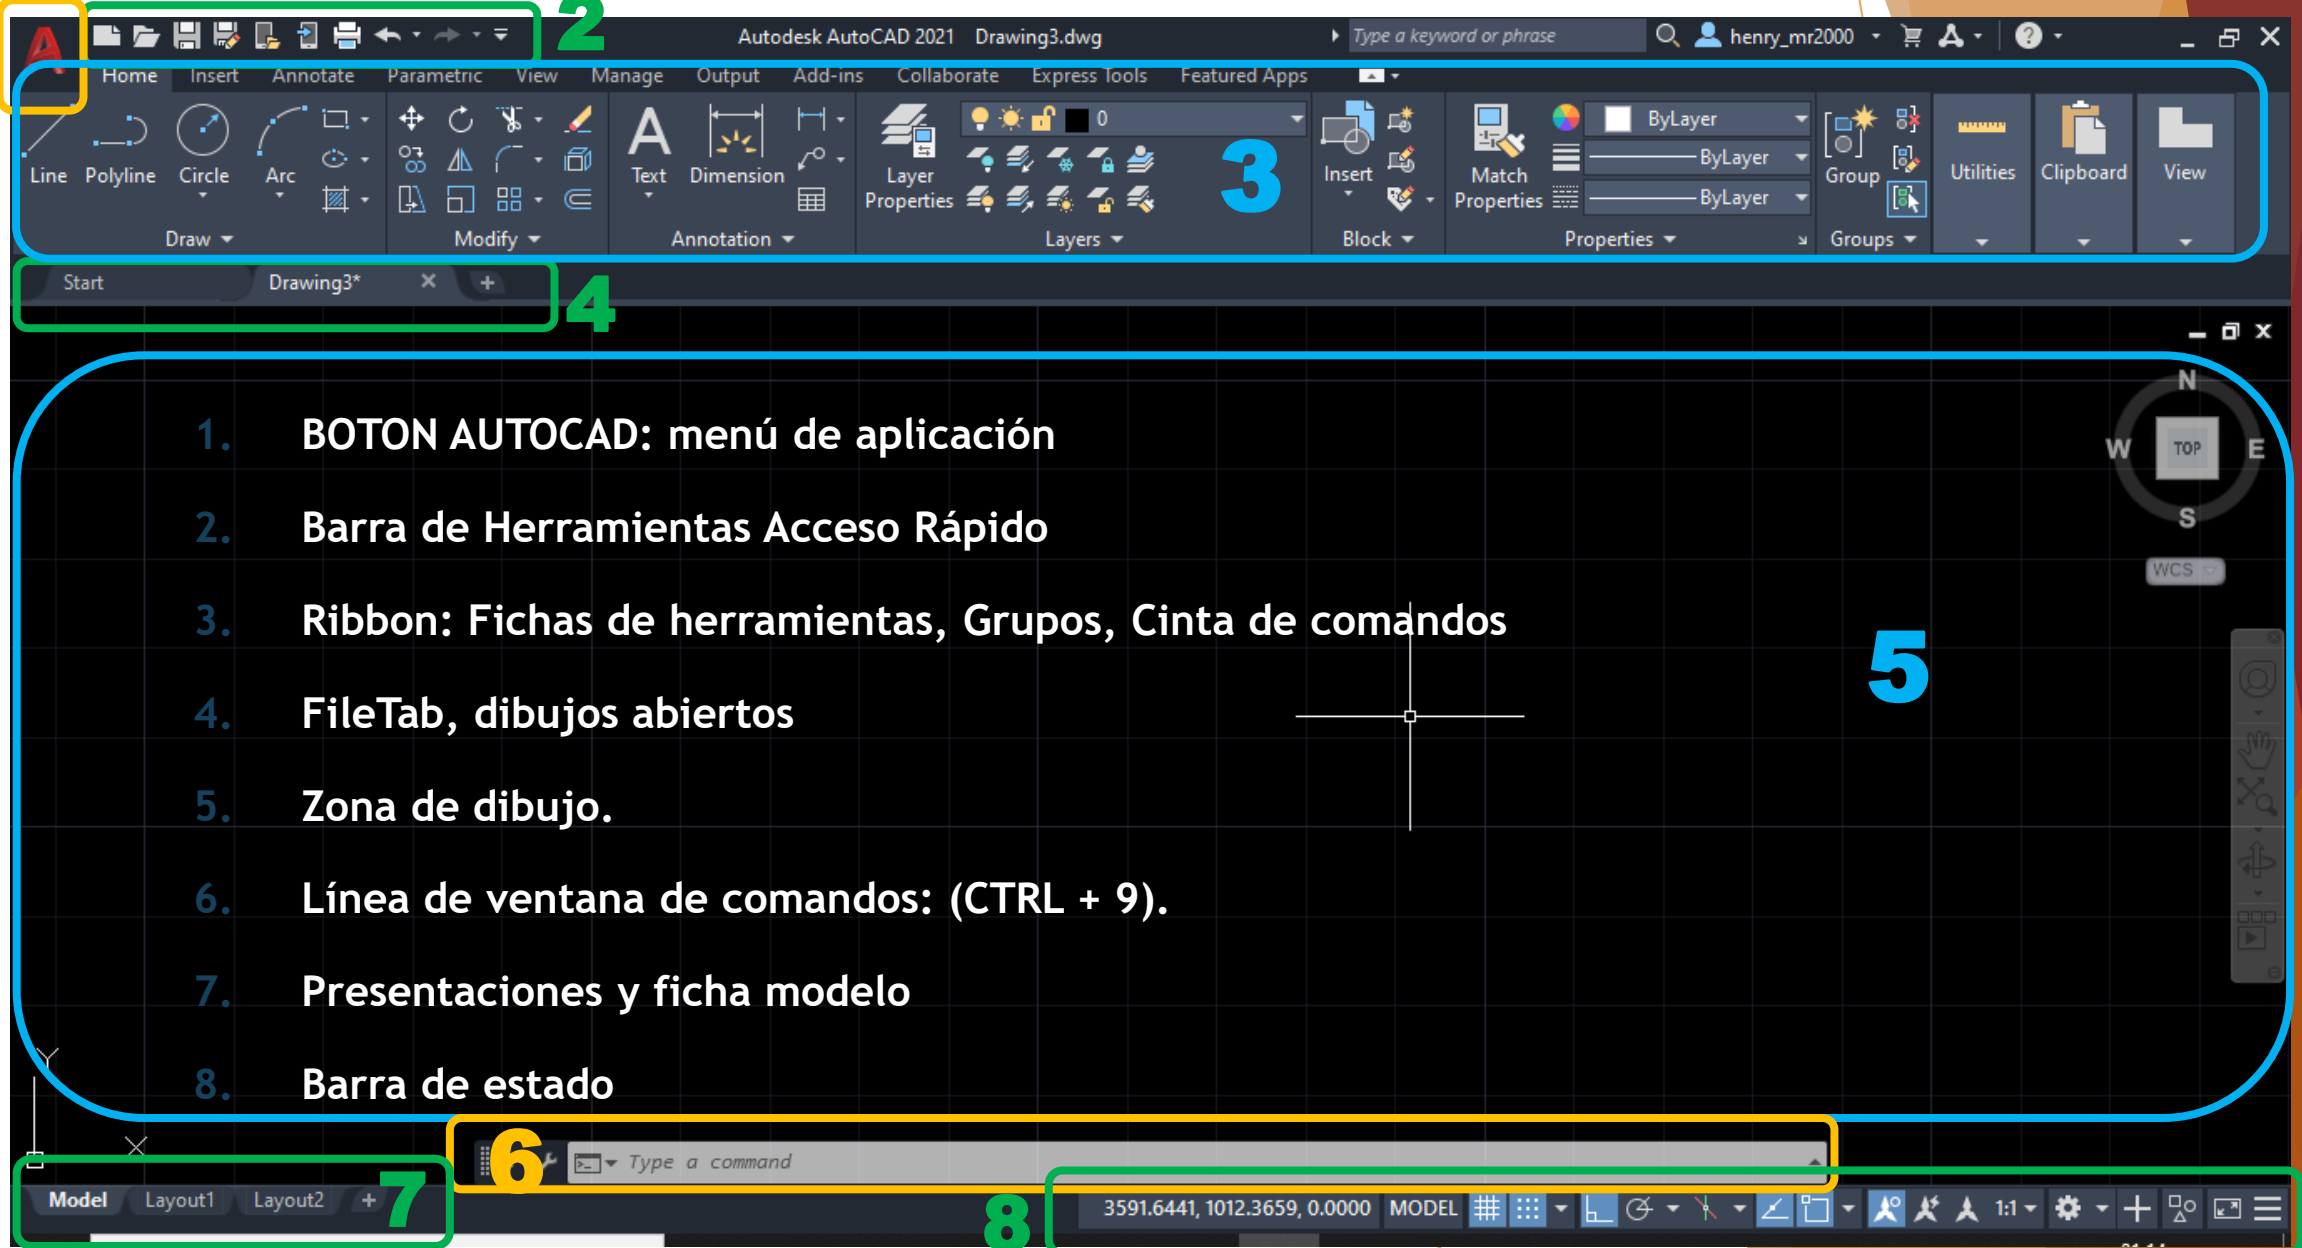 2
Autodesk AutoCAD 2021 Drawing3.dwg
Type a keyword or phrase
henry_mr2000
Home Insert Annotate Parametric View Manage Output Add-ins Collaborate Express Tools Featured Apps
0
ByLayer
ByLayer
ByLayer
3
Line Polyline Circle Arc
Text Dimension
Layer Properties
Insert
Match Properties
Group
Utilities Clipboard View
Draw Modify Annotation Layers Block Properties Groups
Start Drawing3* +
4
N
W TOP E
S
WCS
1. BOTON AUTOCAD: menú de aplicación
2. Barra de Herramientas Acceso Rápido
3. Ribbon: Fichas de herramientas, Grupos, Cinta de comandos
5
4. FileTab, dibujos abiertos
5. Zona de dibujo.
6. Línea de ventana de comandos: (CTRL + 9).
7. Presentaciones y ficha modelo
8. Barra de estado
Y
X
6
Type a command
7
Model Layout1 Layout2 +
8
3591.6441, 1012.3659, 0.0000 MODEL 1:1